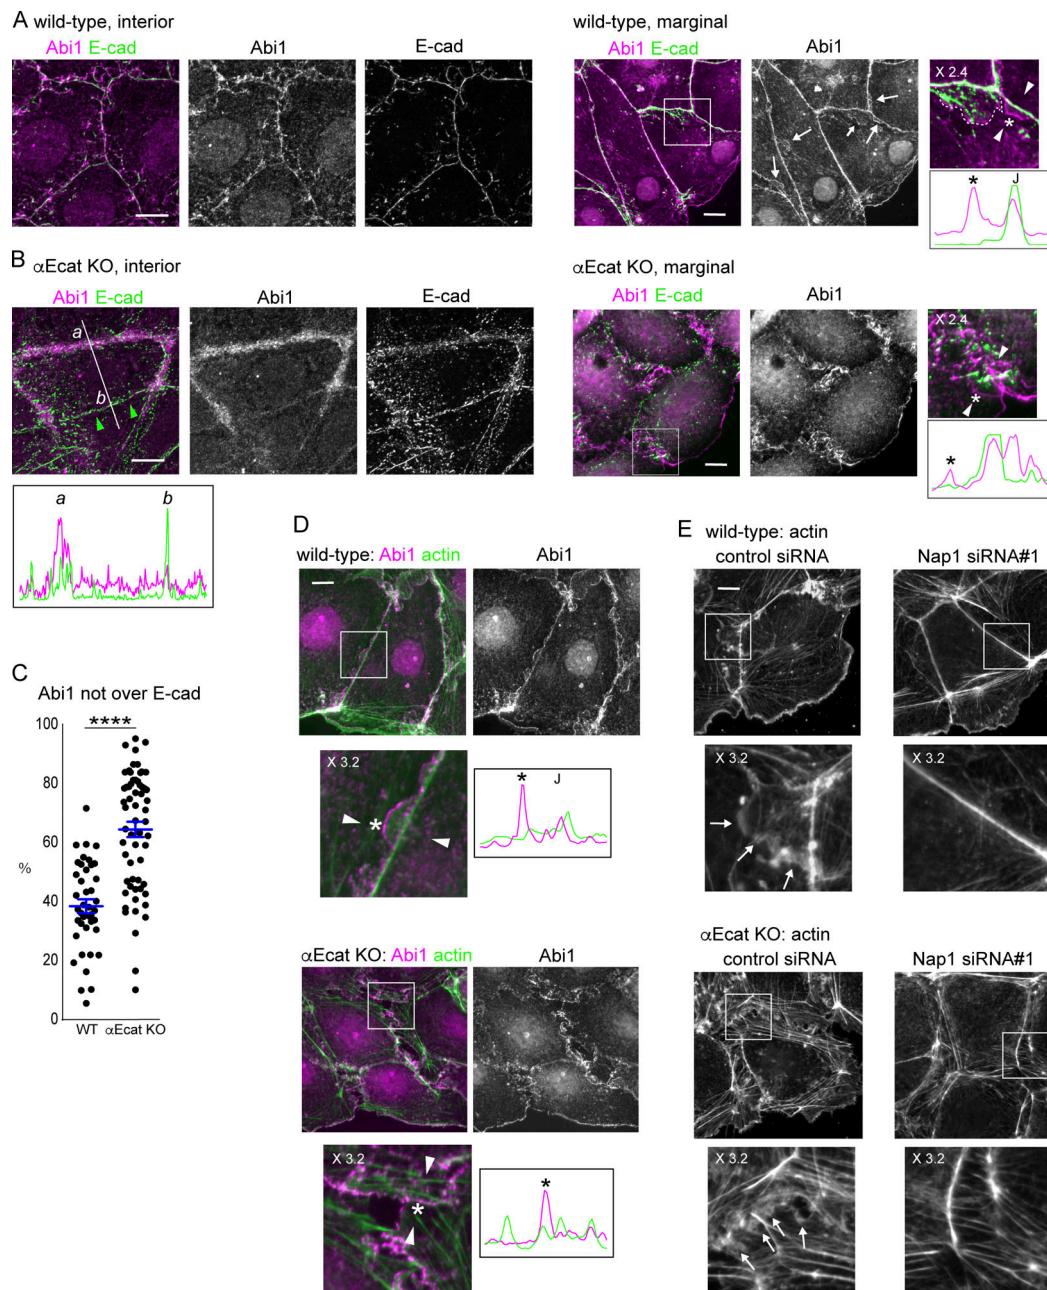 A wild-type, interior
Abi1 E-cad
Abi1
E-cad
wild-type, marginal
Abi1 E-cad
Abi1
X 2.4
*
* J
B αEcat KO, interior
Abi1 E-cad
Abi1
E-cad
a
b
a b
αEcat KO, marginal
Abi1 E-cad
Abi1
X 2.4
*
*
C
Abi1 not over E-cad
****
100
80
60
%
40
20
0
WT αEcat KO
D
wild-type: Abi1 actin
Abi1
X 3.2
*
* J
αEcat KO: Abi1 actin
Abi1
X 3.2
*
*
E wild-type: actin
control siRNA
Nap1 siRNA#1
X 3.2
X 3.2
αEcat KO: actin
control siRNA
Nap1 siRNA#1
X 3.2
X 3.2